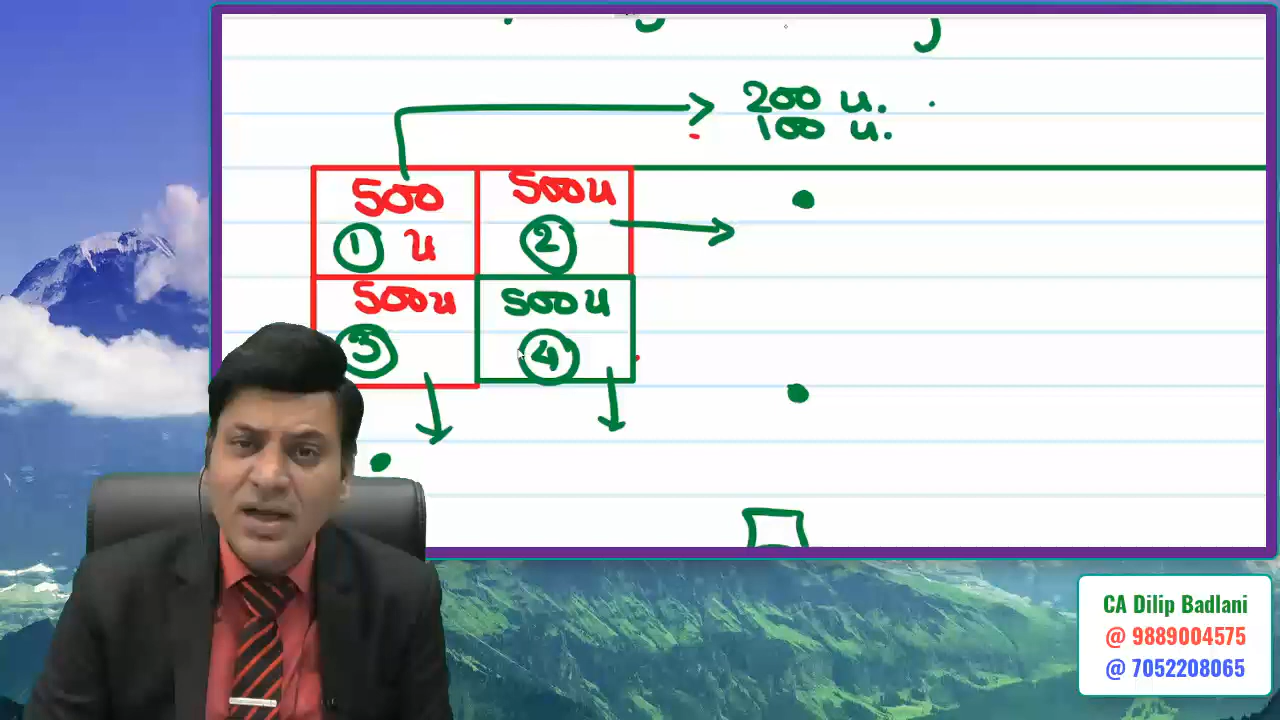 200 u.
100 u.
500 u
①
500u
②
500u
③
500u
④
CA Dilip Badlani
@ 9889004575
@ 7052208065